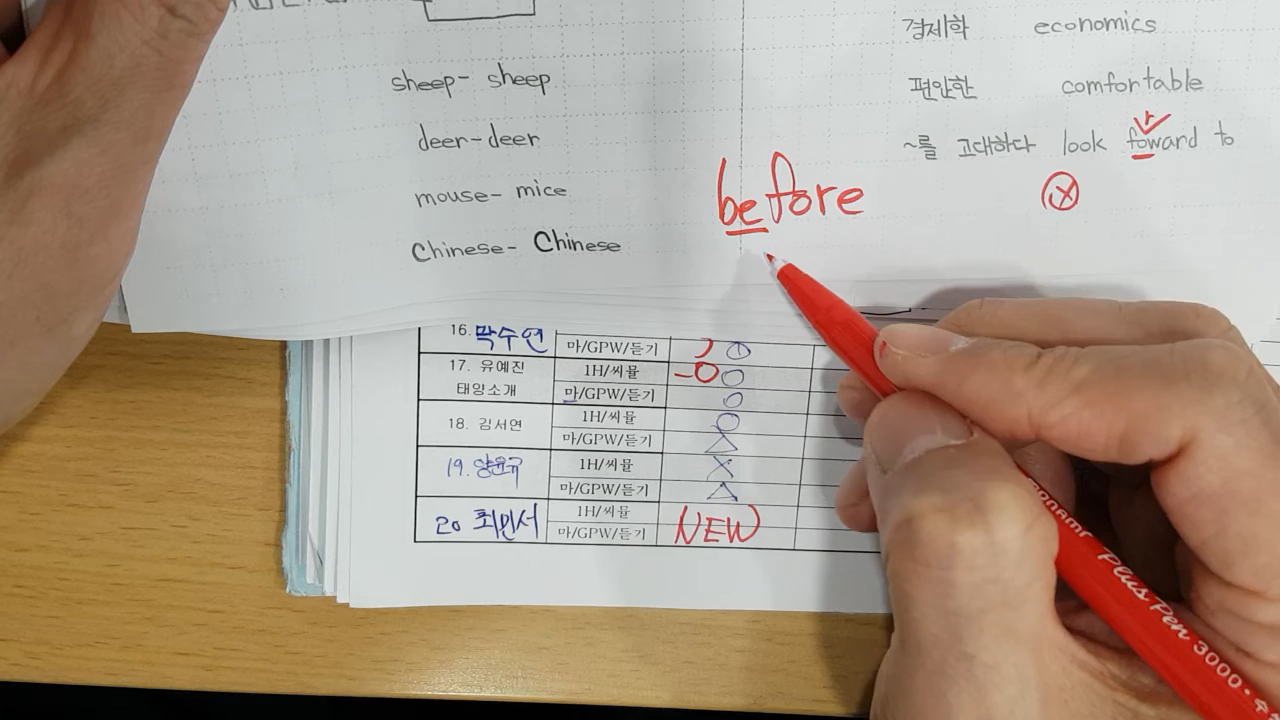 sheep- sheep
deer-deer
mouse- mice
Chinese- Chinese
경제학 economics
편안한 comfortable
~를 고대하다 look foward to
r
before
16. 박수연
마/GPW/듣기
17. 유예진
태양소개
1H/씨뮬
마/GPW/듣기
18. 김서연
1H/씨뮬
마/GPW/듣기
19.
1H/씨뮬
마/GPW/듣기
20 최민서
1H/씨뮬
마/GPW/듣기
NEW
MONAMI Plus Pen 3000